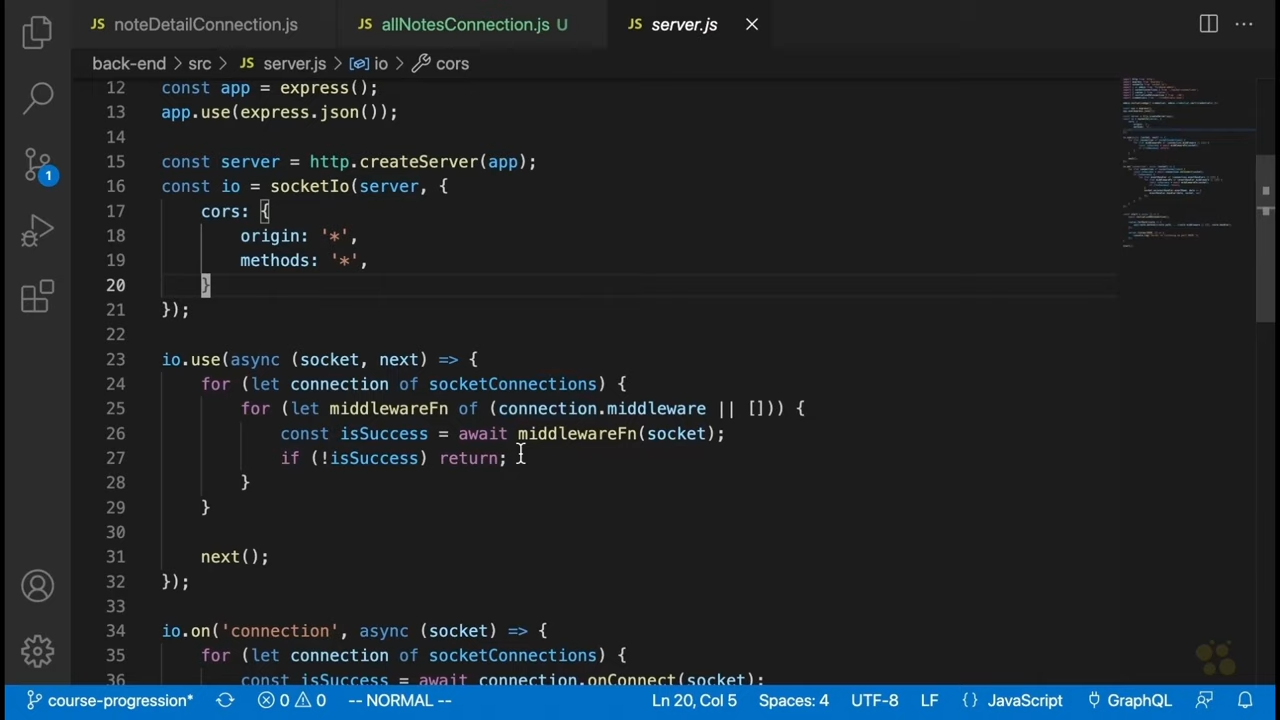 JS noteDetailConnection.js JS allNotesConnection.js U JS server.js
back-end > src > JS server.js > io > cors
12 const app = express();
13 app.use(express.json());
14
15 const server = http.createServer(app);
16 const io = socketIo(server, {
17 cors: {
18 origin: '*',
19 methods: '*',
20 }
21 });
22
23 io.use(async (socket, next) => {
24 for (let connection of socketConnections) {
25 for (let middlewareFn of (connection.middleware || [])) {
26 const isSuccess = await middlewareFn(socket);
27 if (!isSuccess) return;
28 }
29 }
30
31 next();
32 });
33
34 io.on('connection', async (socket) => {
35 for (let connection of socketConnections) {
36 const isSuccess = await connection.onConnect(socket);
1
course-progression* 0 0 -- NORMAL -- Ln 20, Col 5 Spaces: 4 UTF-8 LF {} JavaScript GraphQL